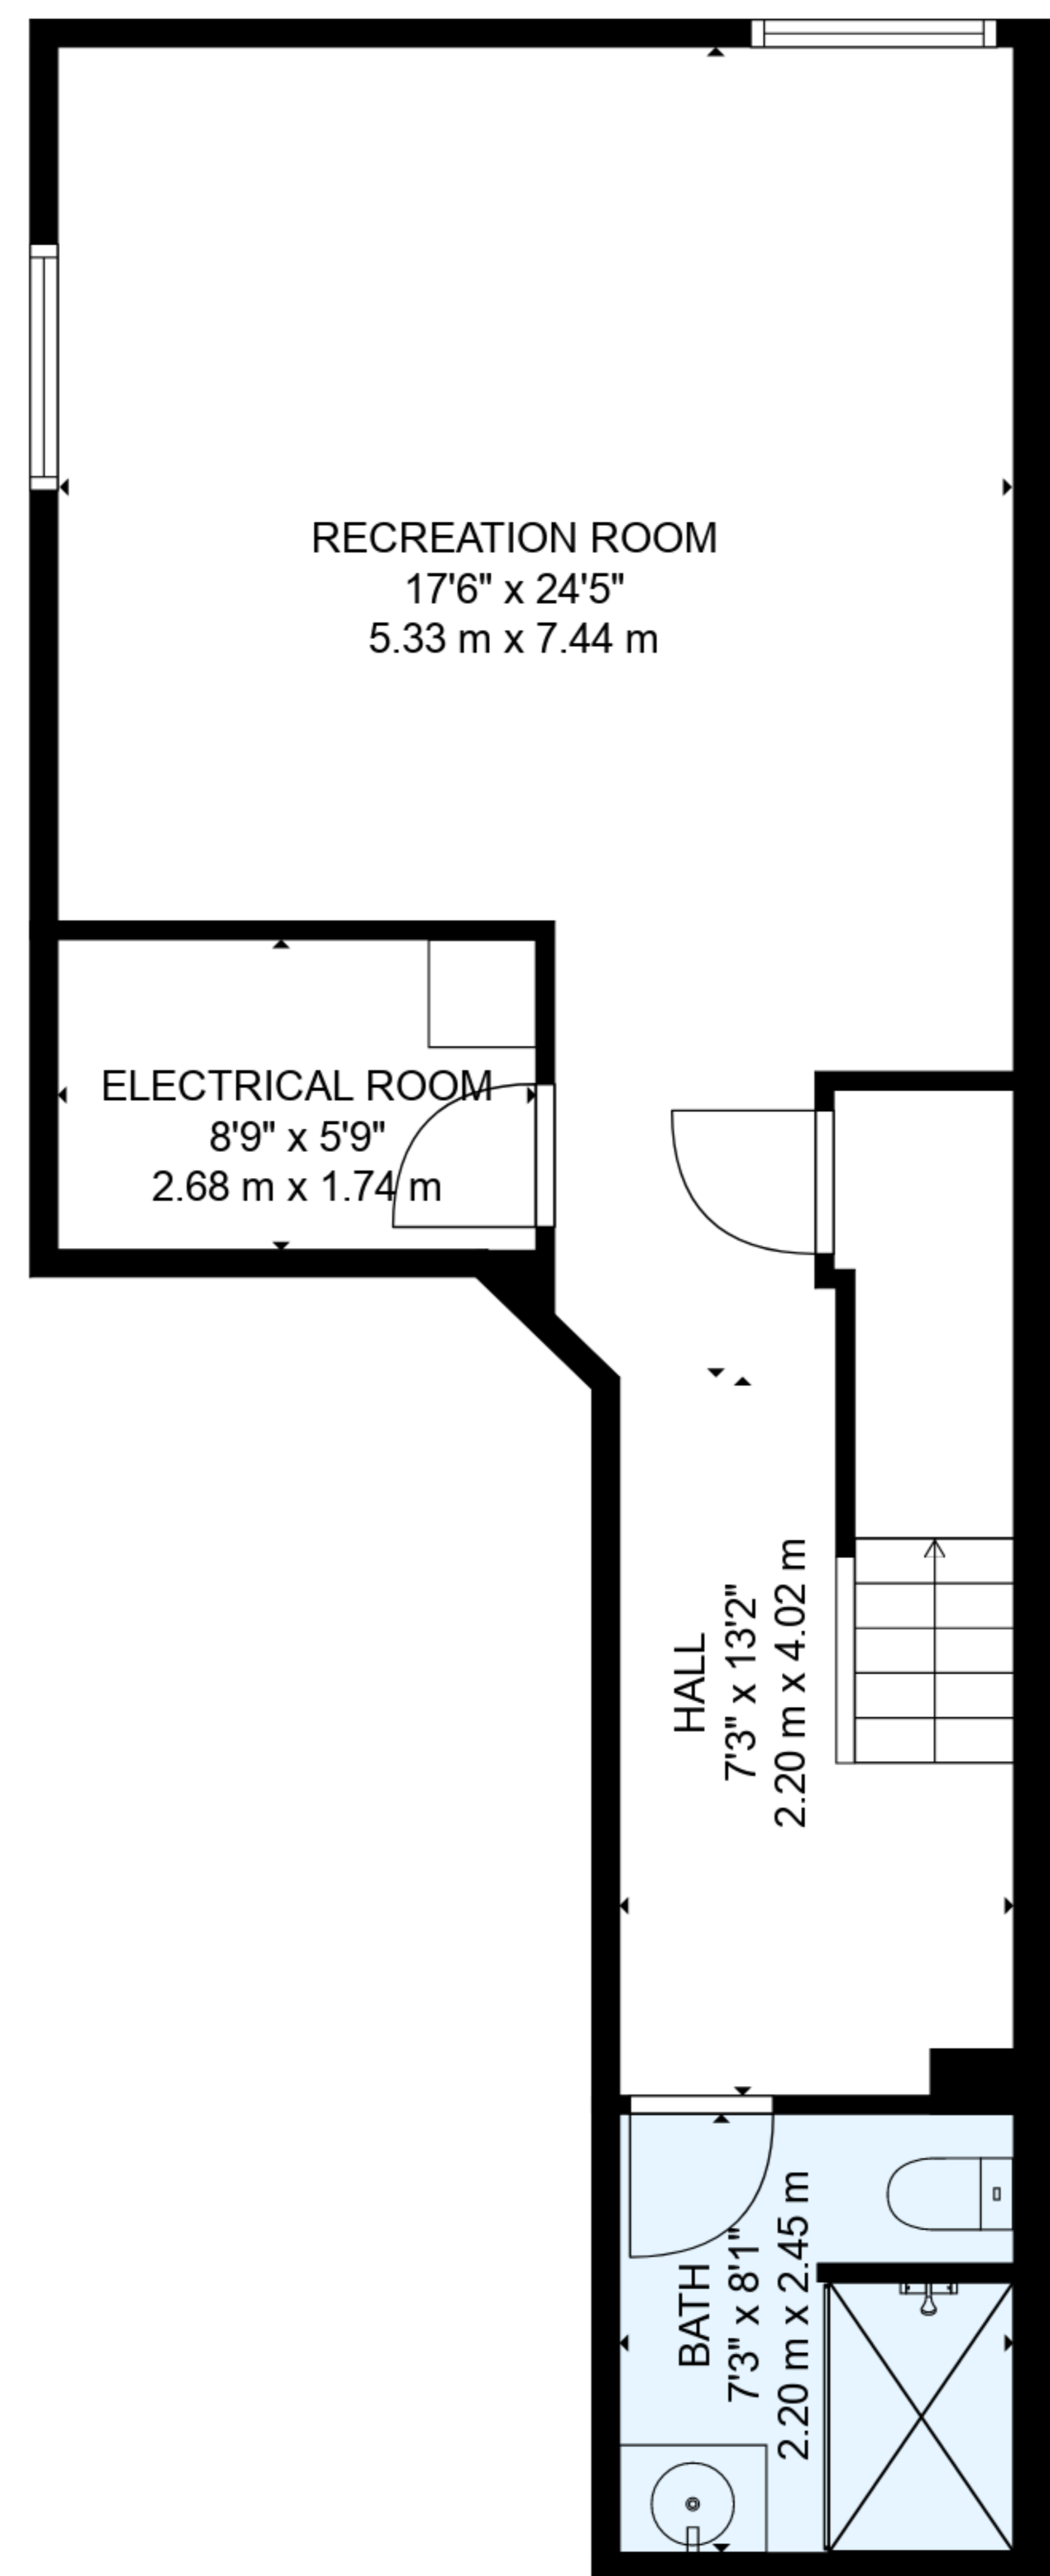 RECREATION ROOM
17'6" x 24'5"
5.33 m x 7.44 m
ELECTRICAL ROOM
8'9" x 5'9"
2.68 m x 1.74 m
HALL
7'3" x 13'2"
2.20 m x 4.02 m
BATH
7'3" x 8'1"
2.20 m x 2.45 m